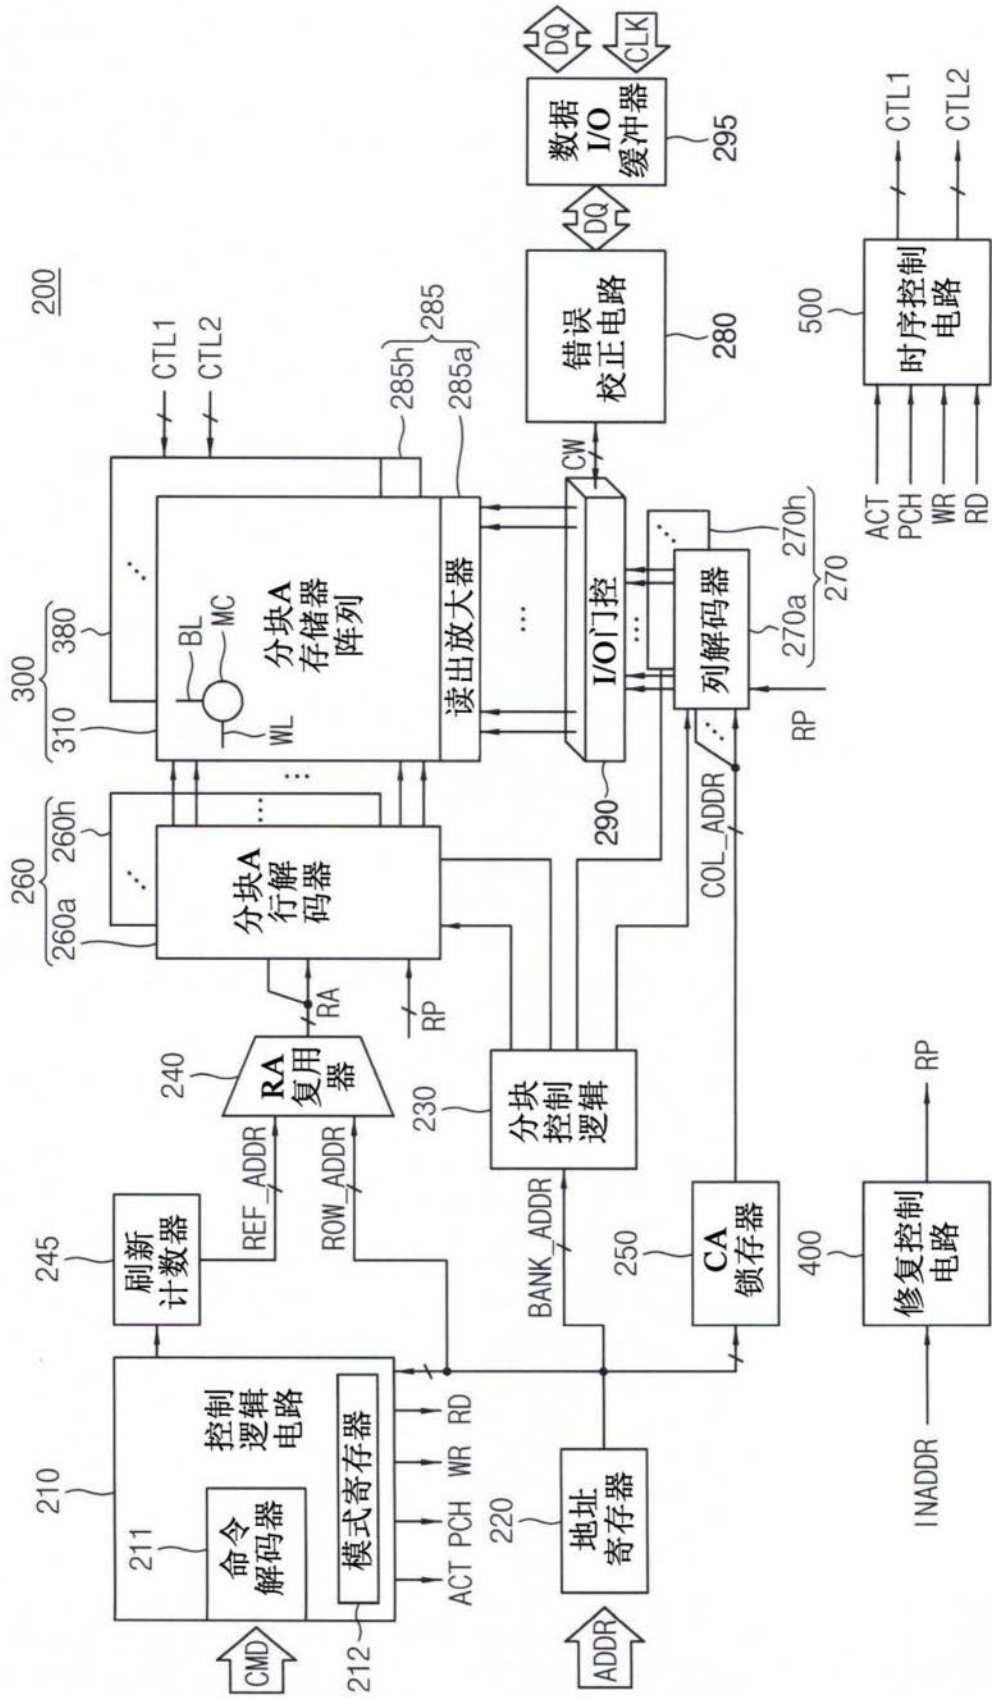 200
210
控制
逻辑电路
211
命令
解码器
CMD
212
模式寄存器
ACT
PCH
WR
RD
245
刷新
计数器
REF_ADDR
ROW_ADDR
240
RA
复用
器
RA
RP
260
260a
260h
分块A
行解
码器
300
310
380
BL
MC
WL
分块A
存储器
阵列
CTL1
CTL2
285h
285
285a
读出放大器
220
地址
寄存器
ADDR
BANK_ADDR
230
分块
控制
逻辑
290
I/O门控
CW
280
错误
校正电路
DQ
295
数据
I/O
缓冲器
DQ
CLK
250
CA
锁存器
COL_ADDR
列解码器
270a
270h
270
RP
INADDR
400
修复控制
电路
RP
ACT
PCH
WR
RD
500
时序控制
电路
CTL1
CTL2